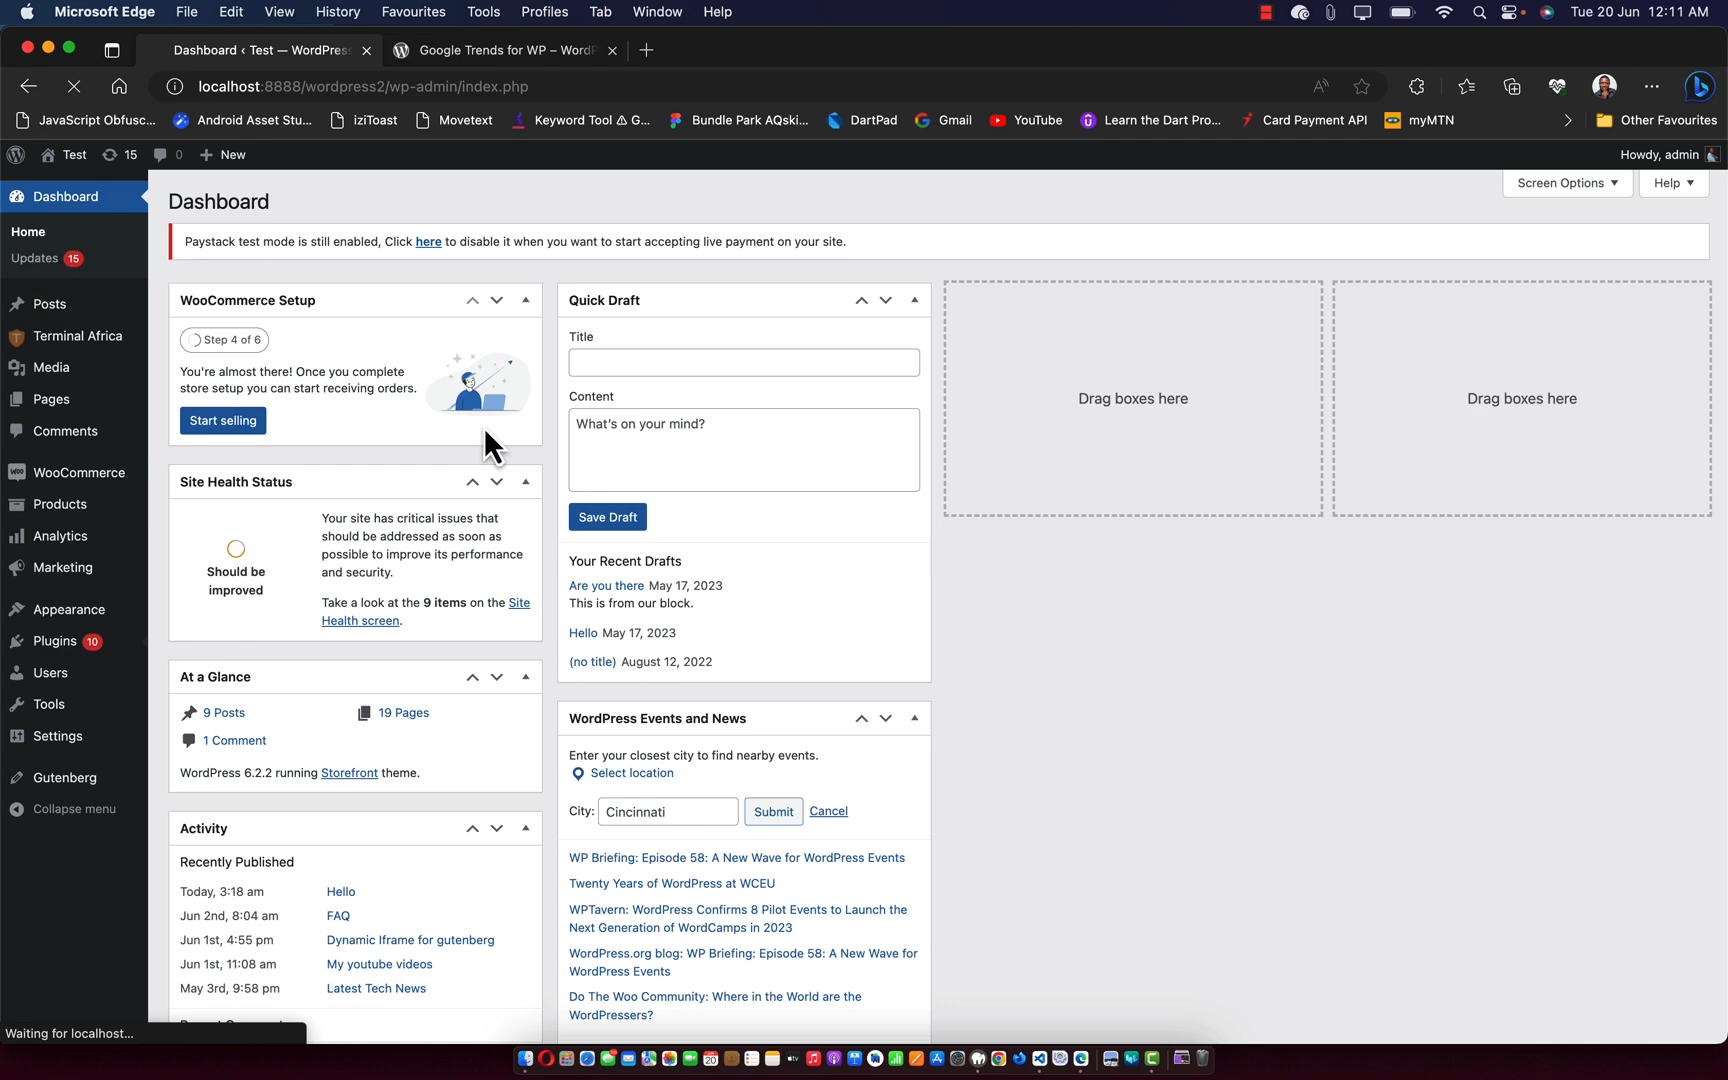 Microsoft Edge File Edit View History Favourites Tools Profiles Tab Window Help
Tue 20 Jun 12:11 AM
Dashboard ‹ Test — WordPress
Google Trends for WP – WordP
localhost:8888/wordpress2/wp-admin/index.php
JavaScript Obfusc... Android Asset Stu... iziToast Movetext Keyword Tool ⚠ G... Bundle Park AQski... DartPad Gmail YouTube Learn the Dart Pro... Card Payment API myMTN Other Favourites
Test 15 0 New
Howdy, admin
Screen Options ▼
Help ▼
Dashboard
Home
Updates 15
Posts
Terminal Africa
Media
Pages
Comments
WooCommerce
Products
Analytics
Marketing
Appearance
Plugins 10
Users
Tools
Settings
Gutenberg
Collapse menu
Dashboard
Paystack test mode is still enabled, Click here to disable it when you want to start accepting live payment on your site.
WooCommerce Setup
Step 4 of 6
You're almost there! Once you complete
store setup you can start receiving orders.
Start selling
Site Health Status
Should be
improved
Your site has critical issues that
should be addressed as soon as
possible to improve its performance
and security.
Take a look at the 9 items on the Site
Health screen.
At a Glance
9 Posts
19 Pages
1 Comment
WordPress 6.2.2 running Storefront theme.
Activity
Recently Published
Today, 3:18 am Hello
Jun 2nd, 8:04 am FAQ
Jun 1st, 4:55 pm Dynamic Iframe for gutenberg
Jun 1st, 11:08 am My youtube videos
May 3rd, 9:58 pm Latest Tech News
Quick Draft
Title
Content
What's on your mind?
Save Draft
Your Recent Drafts
Are you there May 17, 2023
This is from our block.
Hello May 17, 2023
(no title) August 12, 2022
WordPress Events and News
Enter your closest city to find nearby events.
Select location
City: Cincinnati Submit Cancel
WP Briefing: Episode 58: A New Wave for WordPress Events
Twenty Years of WordPress at WCEU
WPTavern: WordPress Confirms 8 Pilot Events to Launch the
Next Generation of WordCamps in 2023
WordPress.org blog: WP Briefing: Episode 58: A New Wave for
WordPress Events
Do The Woo Community: Where in the World are the
WordPressers?
Drag boxes here
Drag boxes here
Waiting for localhost...